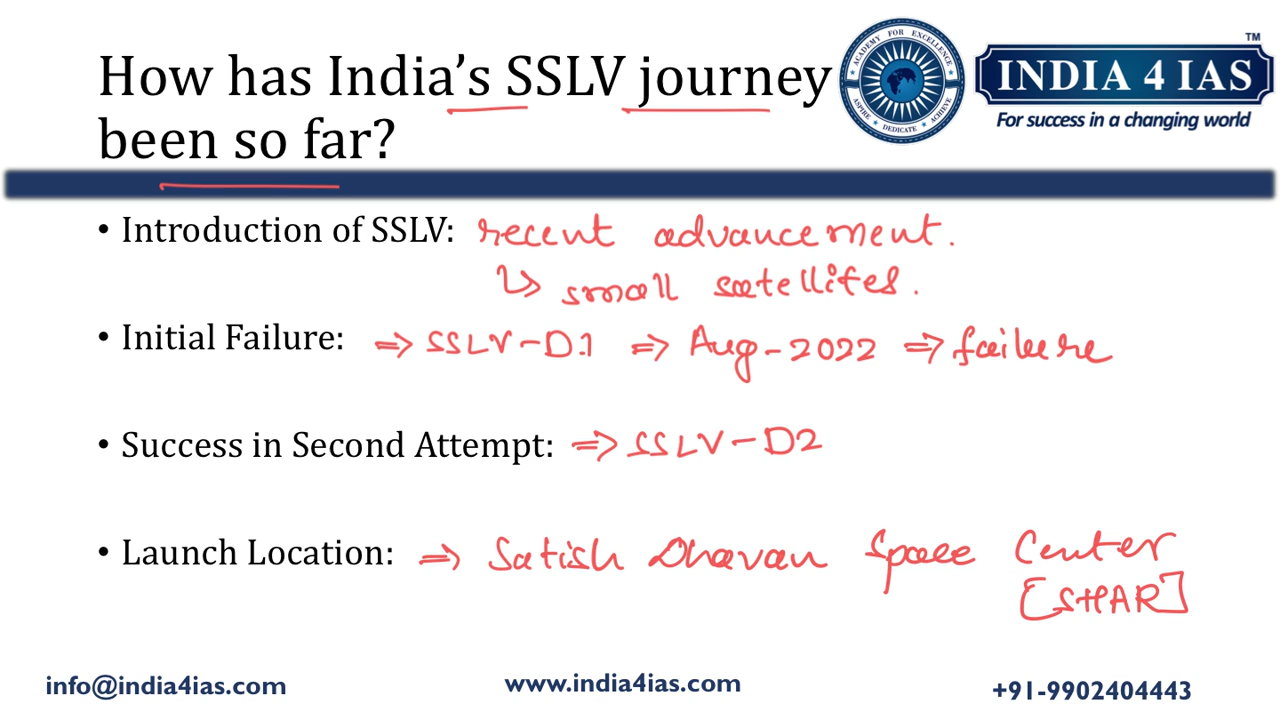 How has India's SSLV journey
been so far?
ACADEMY FOR EXCELLENCE
ASPIRE ★ DEDICATE ★ ACHIEVE
INDIA 4 IAS
TM
For success in a changing world
• Introduction of SSLV: recent advancement.
↳ small satellites.
• Initial Failure: ⇒ SSLV-D1 ⇒ Aug-2022 ⇒ failure
• Success in Second Attempt: ⇒ SSLV-D2
• Launch Location: ⇒ Satish Dhavan Space Center
[SHAR]
info@india4ias.com
www.india4ias.com
+91-9902404443